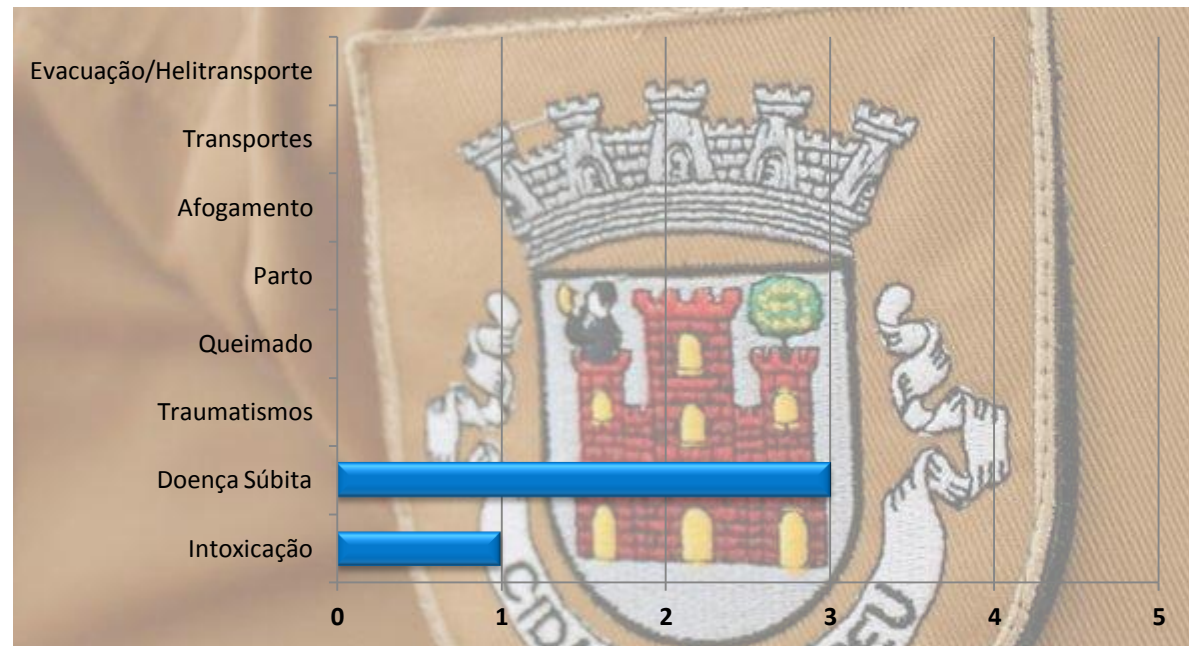 Evacuação/Helitransporte
Transportes
Afogamento
Parto
Queimado
Traumatismos
Doença Súbita
Intoxicação
0 1 2 3 4 5